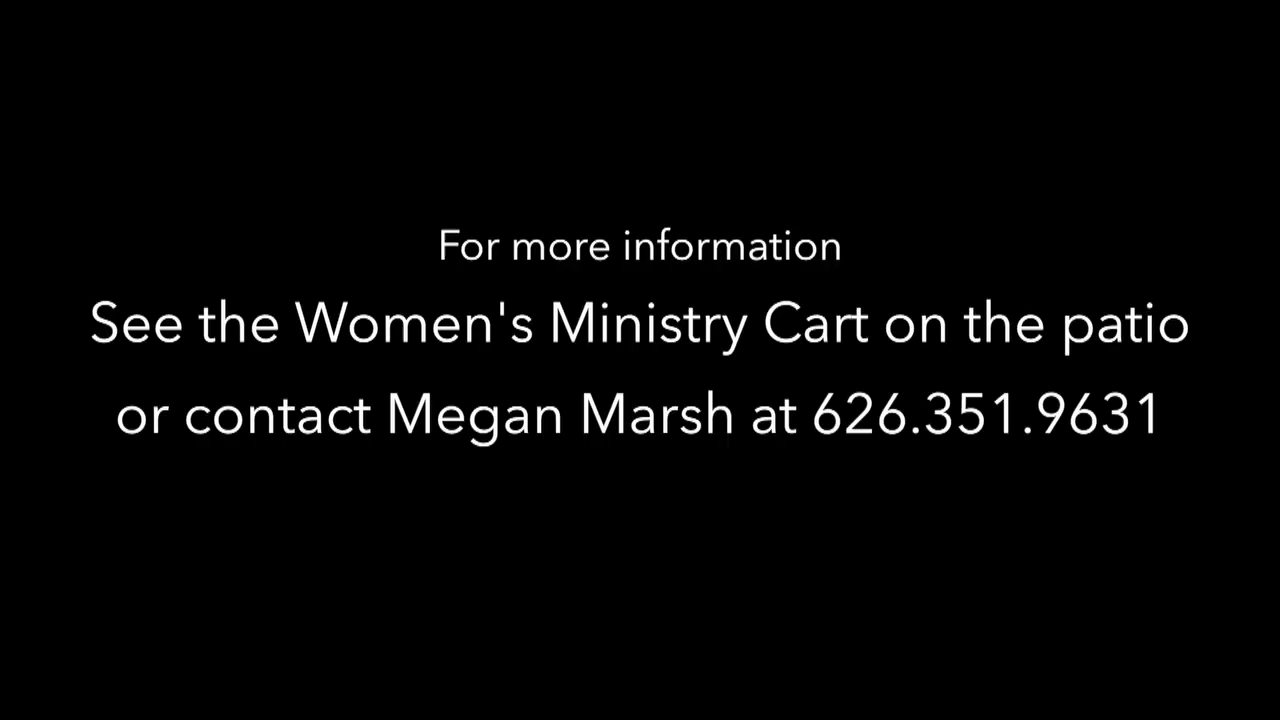 For more information
See the Women's Ministry Cart on the patio
or contact Megan Marsh at 626.351.9631